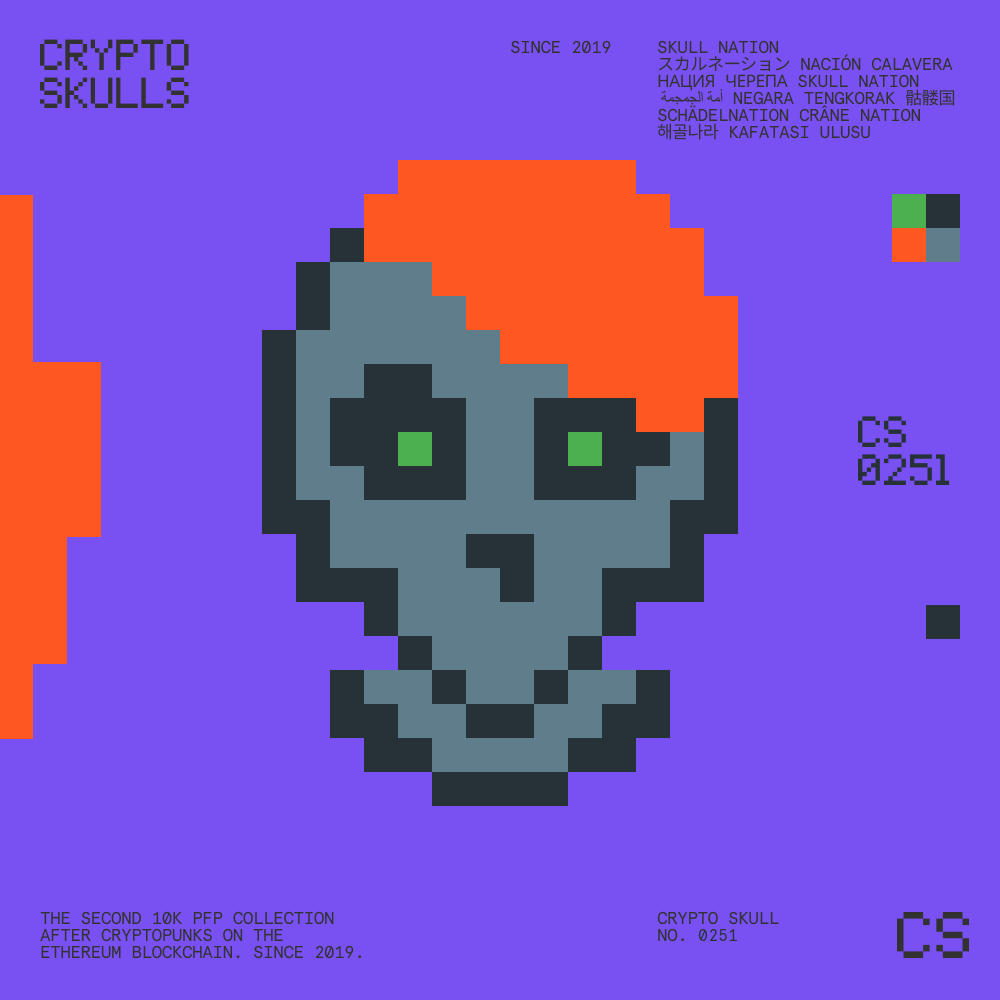 CRYPTO
SKULLS
SINCE 2019
SKULL NATION
スカルネーション NACIÓN CALAVERA
НАЦИЯ ЧЕРЕПА SKULL NATION
أمة الجمجمة NEGARA TENGKORAK 骷髅国
SCHÄDELNATION CRÂNE NATION
해골나라 KAFATASI ULUSU
CS
0251
THE SECOND 10K PFP COLLECTION
AFTER CRYPTOPUNKS ON THE
ETHEREUM BLOCKCHAIN. SINCE 2019.
CRYPTO SKULL
NO. 0251
CS